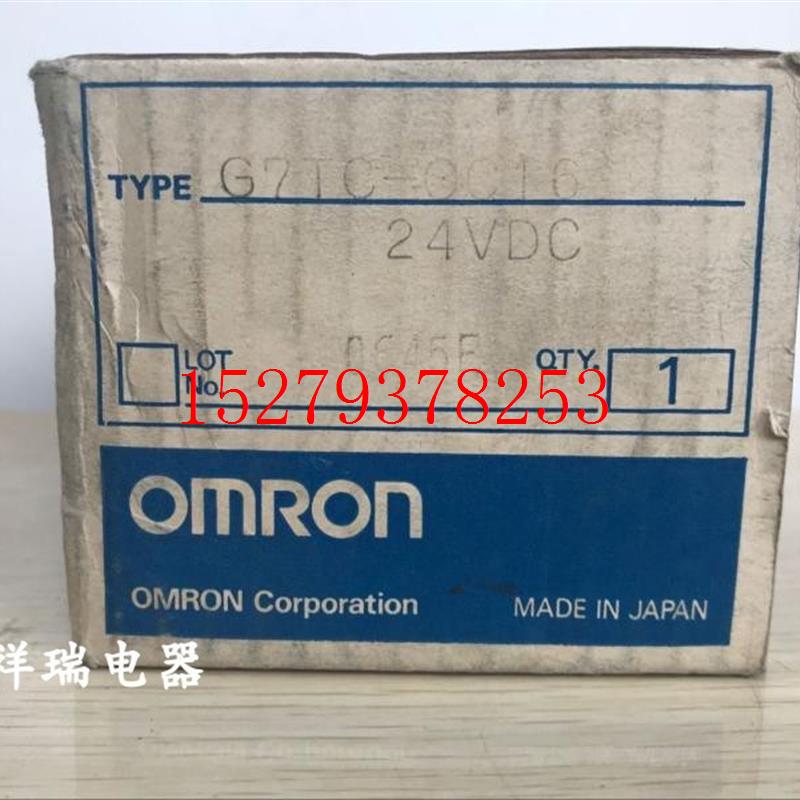 TYPE G7TC-OC16
24VDC
LOT No. 0645E QTY. 1
15279378253
OMRON
OMRON Corporation MADE IN JAPAN
祥瑞电器